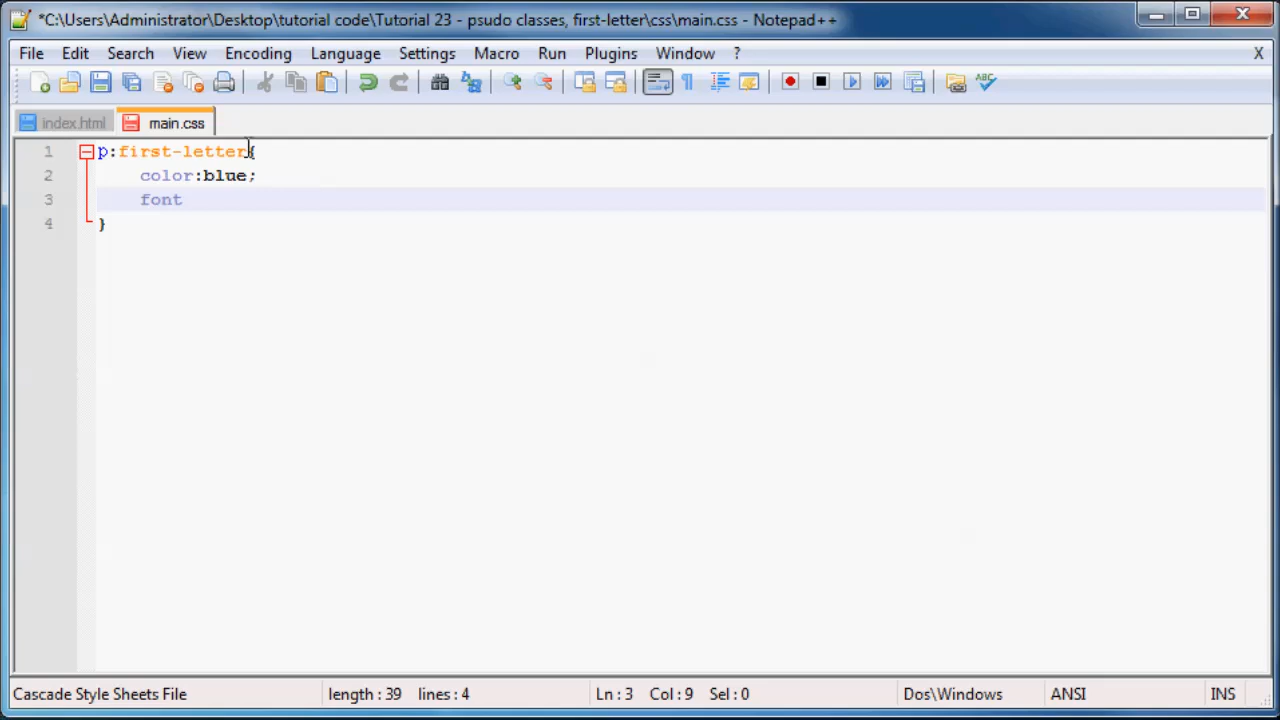 *C:\Users\Administrator\Desktop\tutorial code\Tutorial 23 - psudo classes, first-letter\css\main.css - Notepad++
File Edit Search View Encoding Language Settings Macro Run Plugins Window ? X
ABC
index.html main.css
1 p:first-letter{
2 color:blue;
3 font
4 }
Cascade Style Sheets File length : 39 lines : 4 Ln : 3 Col : 9 Sel : 0 Dos\Windows ANSI INS